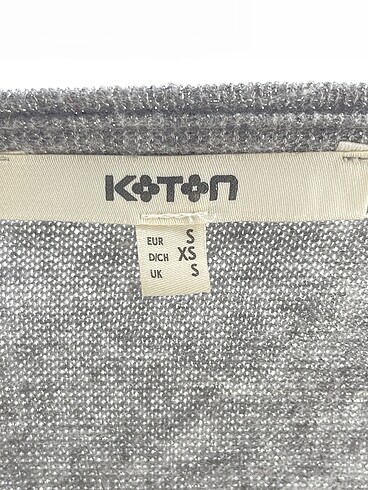 KOTON
EUR S
D/CH XS
UK S